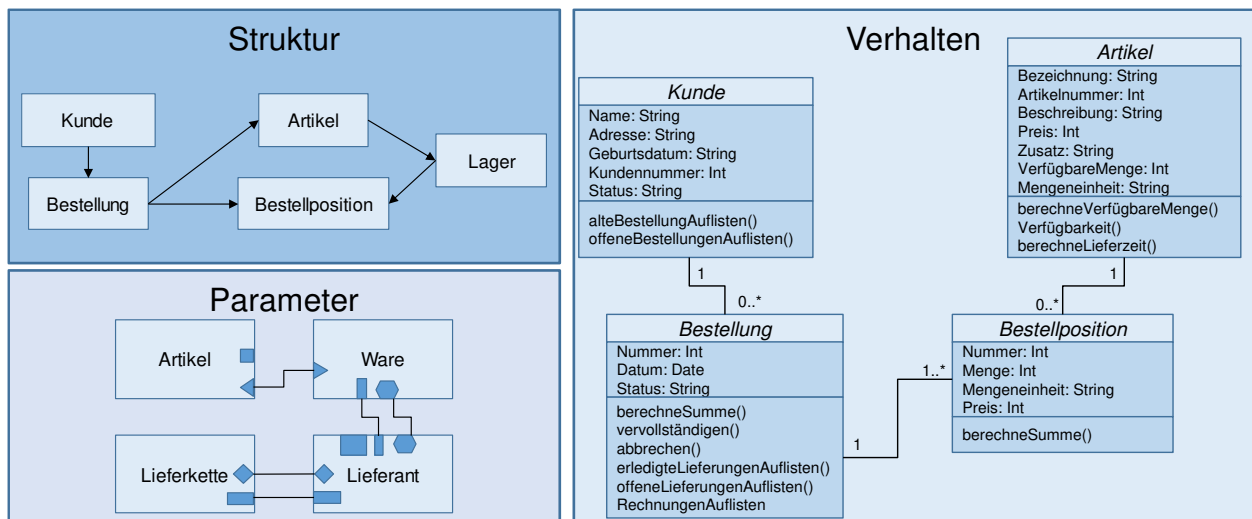 Struktur
Kunde
Artikel
Lager
Bestellung
Bestellposition
Parameter
Artikel
Ware
Lieferkette
Lieferant
Verhalten
Kunde
Name: String
Adresse: String
Geburtsdatum: String
Kundennummer: Int
Status: String
alteBestellungAuflisten()
offeneBestellungenAuflisten()
1
0..*
Artikel
Bezeichnung: String
Artikelnummer: Int
Beschreibung: String
Preis: Int
Zusatz: String
VerfügbareMenge: Int
Mengeneinheit: String
berechneVerfügbareMenge()
Verfügbarkeit()
berechneLieferzeit()
1
0..*
Bestellung
Nummer: Int
Datum: Date
Status: String
berechneSumme()
vervollständigen()
abbrechen()
erledigteLieferungenAuflisten()
offeneLieferungenAuflisten()
RechnungenAuflisten
1
1..*
Bestellposition
Nummer: Int
Menge: Int
Mengeneinheit: String
Preis: Int
berechneSumme()